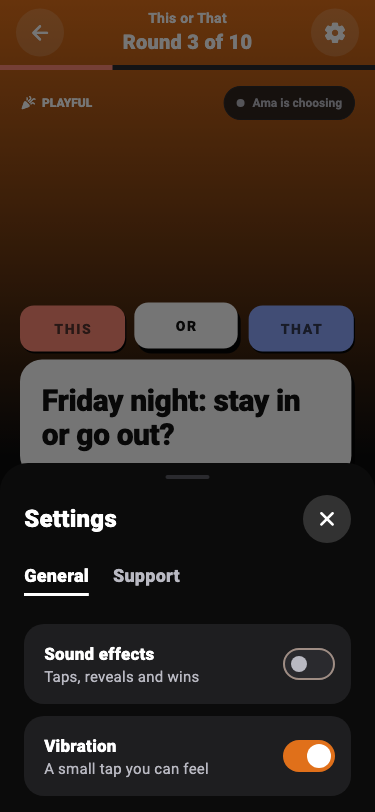 This or That
Round 3 of 10
PLAYFUL
Ama is choosing
THIS
OR
THAT
Friday night: stay in
or go out?
Settings
General
Support
Sound effects
Taps, reveals and wins
Vibration
A small tap you can feel